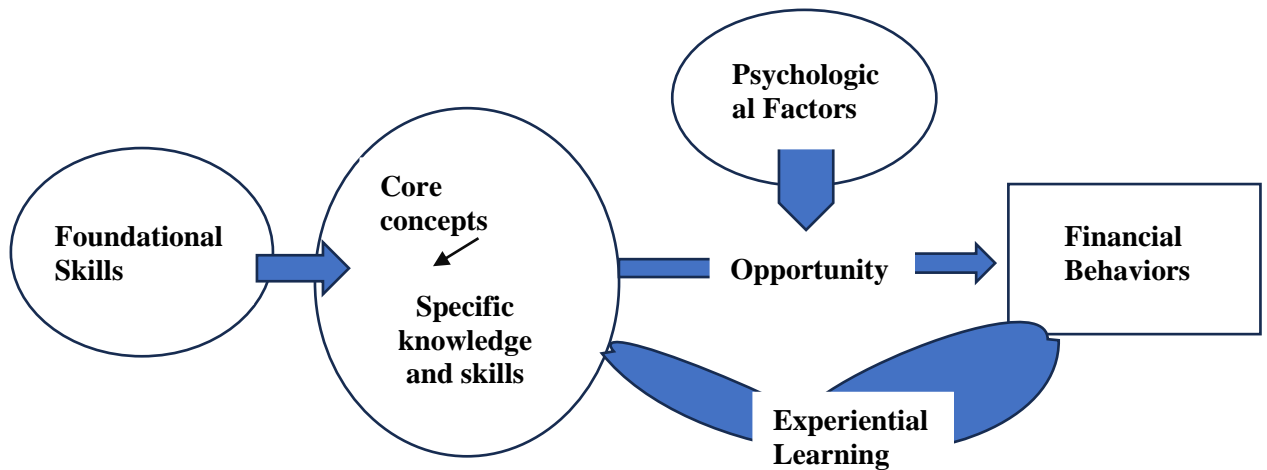 Psychologic
al Factors
Core
concepts
Foundational
Skills
Specific
knowledge
and skills
Opportunity
Financial
Behaviors
Experiential
Learning